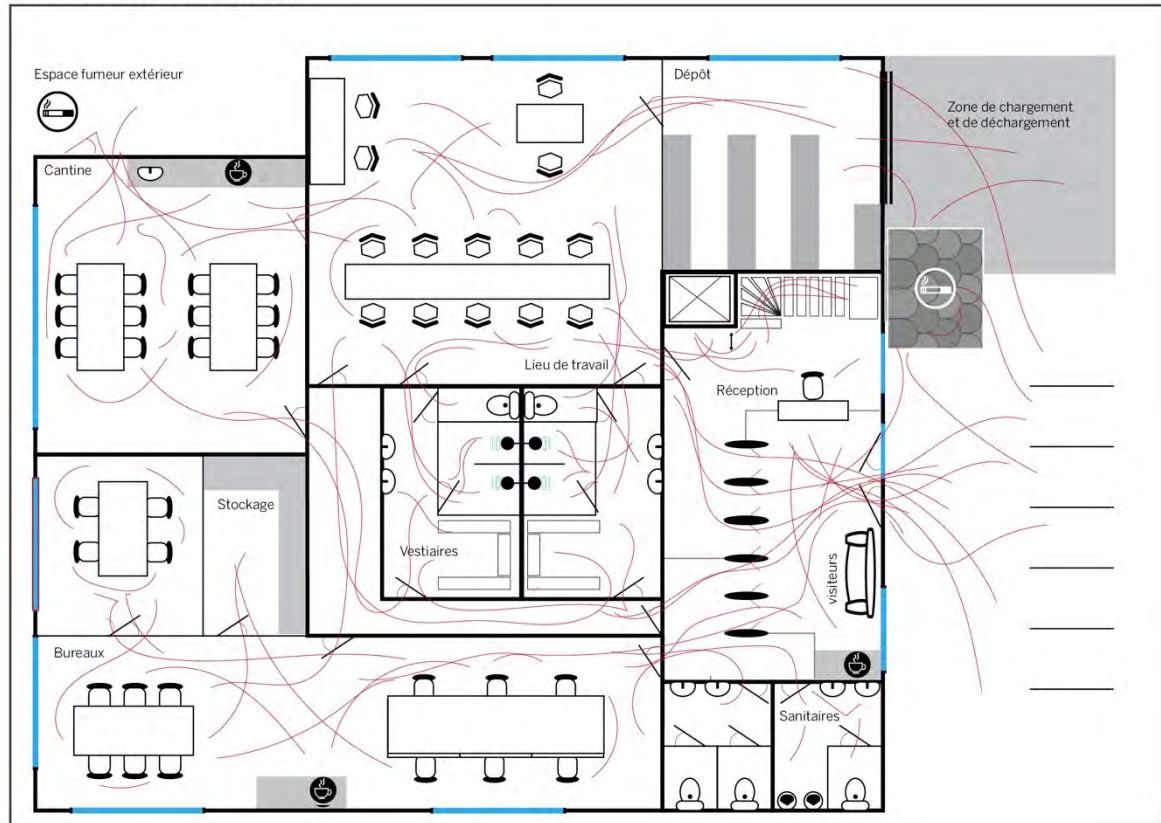 Espace fumeur extérieur
Dépôt
Zone de chargement
et de déchargement
Cantine
Lieu de travail
Réception
Stockage
Vestiaires
visiteurs
Bureaux
Sanitaires